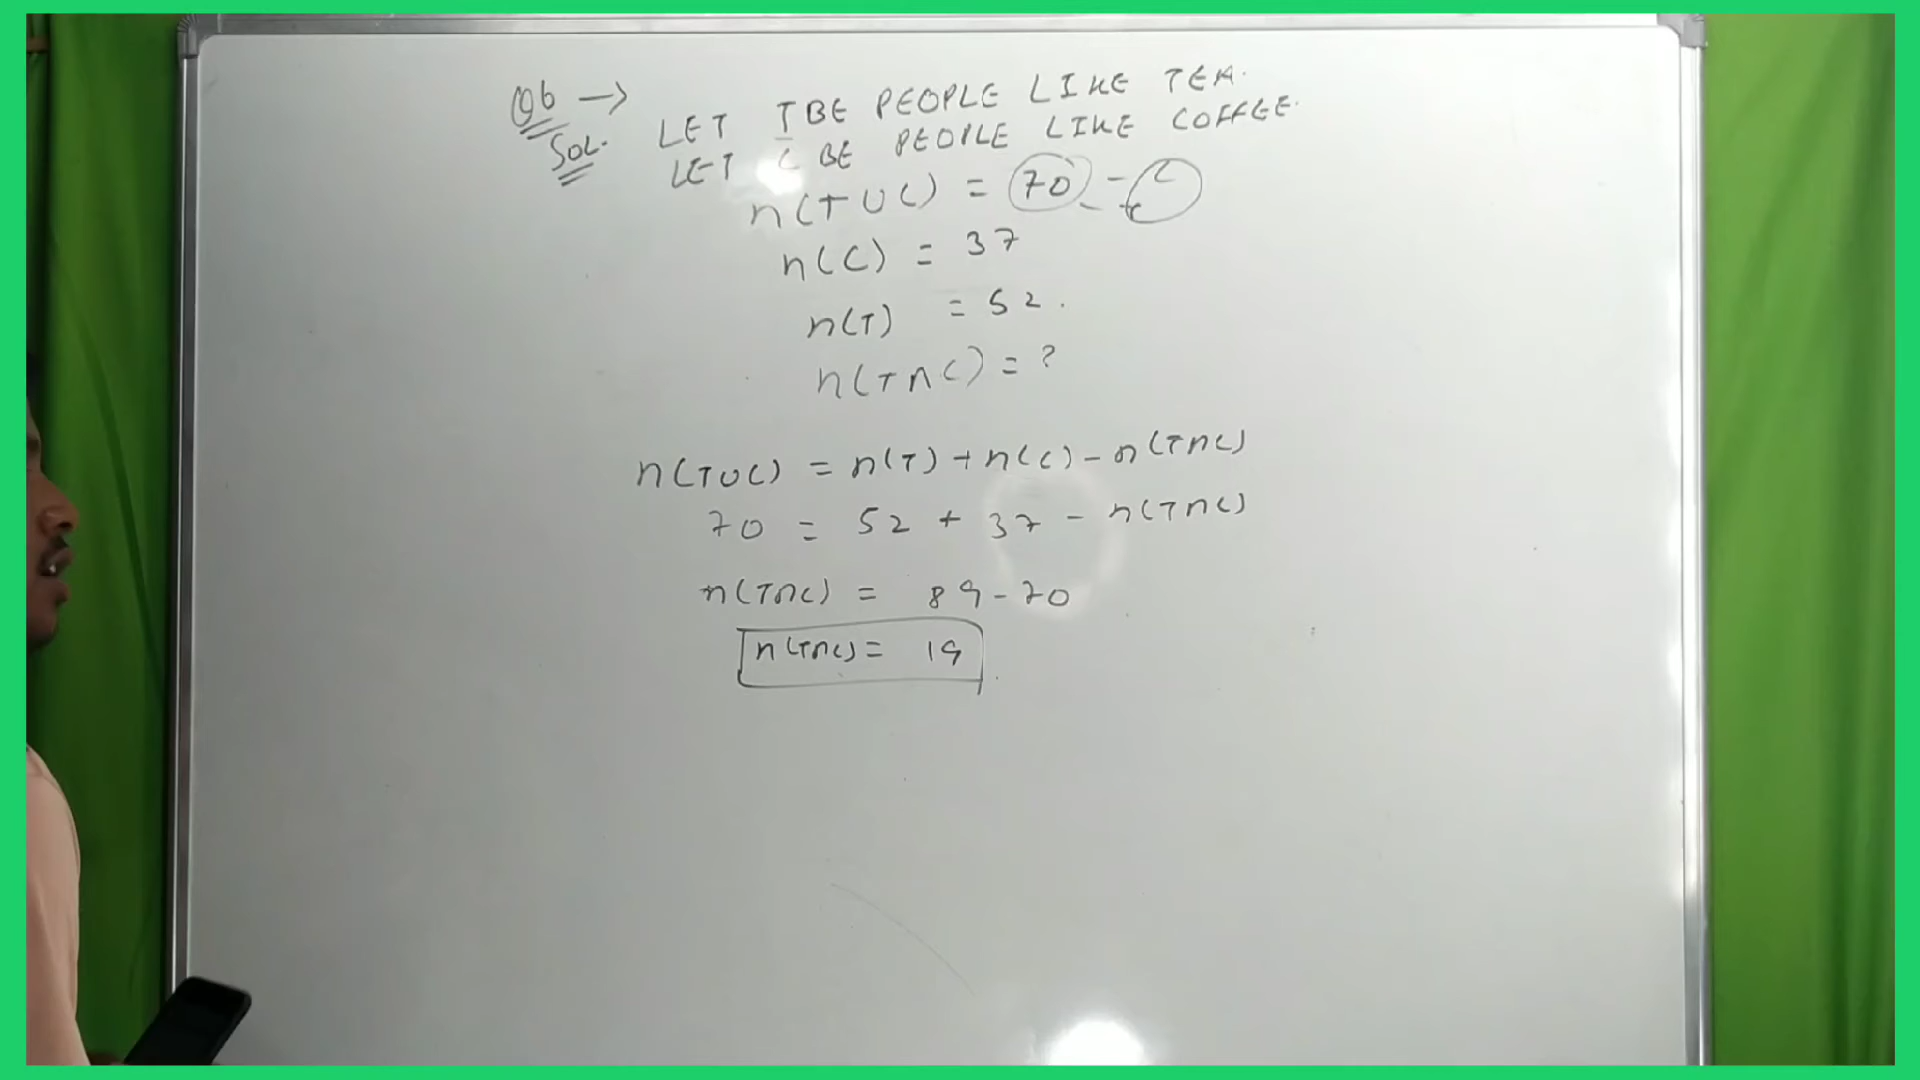 Q6 →
SOL. LET T BE PEOPLE LIKE TEA.
LET C BE PEOPLE LIKE COFFEE.
n(T∪C) = 70 -
n(C) = 37
n(T) = 52.
n(T∩C) = ?
n(T∪C) = n(T) + n(C) - n(T∩C)
70 = 52 + 37 - n(T∩C)
n(T∩C) = 89 - 70
n(T∩C) = 19